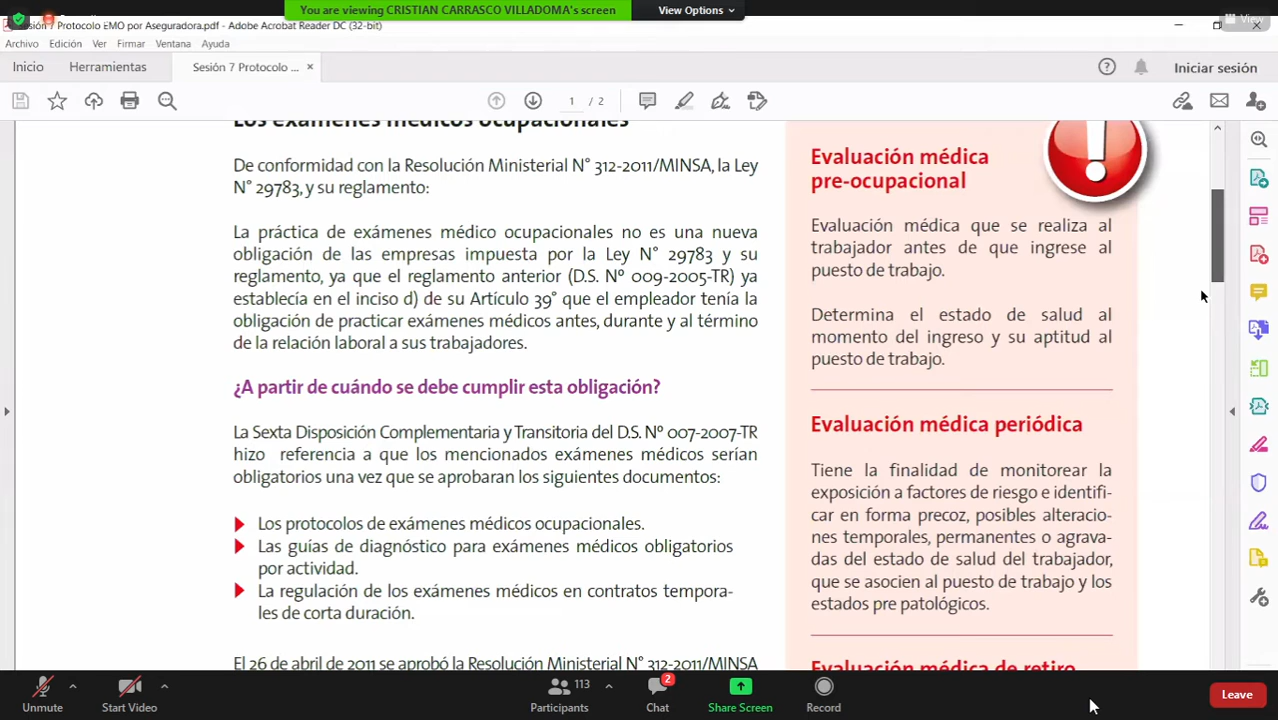 You are viewing CRISTIAN CARRASCO VILLADOMA's screen
View Options
View
Sesión 7 Protocolo EMO por Aseguradora.pdf - Adobe Acrobat Reader DC (32-bit)
Archivo Edición Ver Firmar Ventana Ayuda
Inicio Herramientas Sesión 7 Protocolo ... × Iniciar sesión
1 / 2
Los exámenes médicos ocupacionales
De conformidad con la Resolución Ministerial N° 312-2011/MINSA, la Ley
N° 29783, y su reglamento:
La práctica de exámenes médico ocupacionales no es una nueva
obligación de las empresas impuesta por la Ley N° 29783 y su
reglamento, ya que el reglamento anterior (D.S. Nº 009-2005-TR) ya
establecía en el inciso d) de su Artículo 39° que el empleador tenía la
obligación de practicar exámenes médicos antes, durante y al término
de la relación laboral a sus trabajadores.
¿A partir de cuándo se debe cumplir esta obligación?
La Sexta Disposición Complementaria y Transitoria del D.S. Nº 007-2007-TR
hizo referencia a que los mencionados exámenes médicos serían
obligatorios una vez que se aprobaran los siguientes documentos:
Los protocolos de exámenes médicos ocupacionales.
Las guías de diagnóstico para exámenes médicos obligatorios
por actividad.
La regulación de los exámenes médicos en contratos tempora-
les de corta duración.
El 26 de abril de 2011 se aprobó la Resolución Ministerial N° 312-2011/MINSA
Evaluación médica
pre-ocupacional
Evaluación médica que se realiza al
trabajador antes de que ingrese al
puesto de trabajo.
Determina el estado de salud al
momento del ingreso y su aptitud al
puesto de trabajo.
Evaluación médica periódica
Tiene la finalidad de monitorear la
exposición a factores de riesgo e identifi-
car en forma precoz, posibles alteracio-
nes temporales, permanentes o agrava-
das del estado de salud del trabajador,
que se asocien al puesto de trabajo y los
estados pre patológicos.
Evaluación médica de retiro
Unmute Start Video Participants 113 Chat 2 Share Screen Record Leave